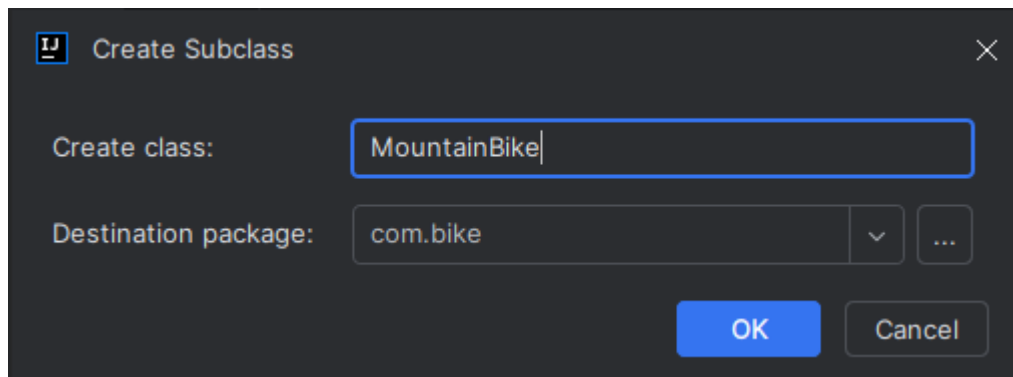 IJ
Create Subclass
Create class: MountainBike
Destination package: com.bike ...
OK Cancel